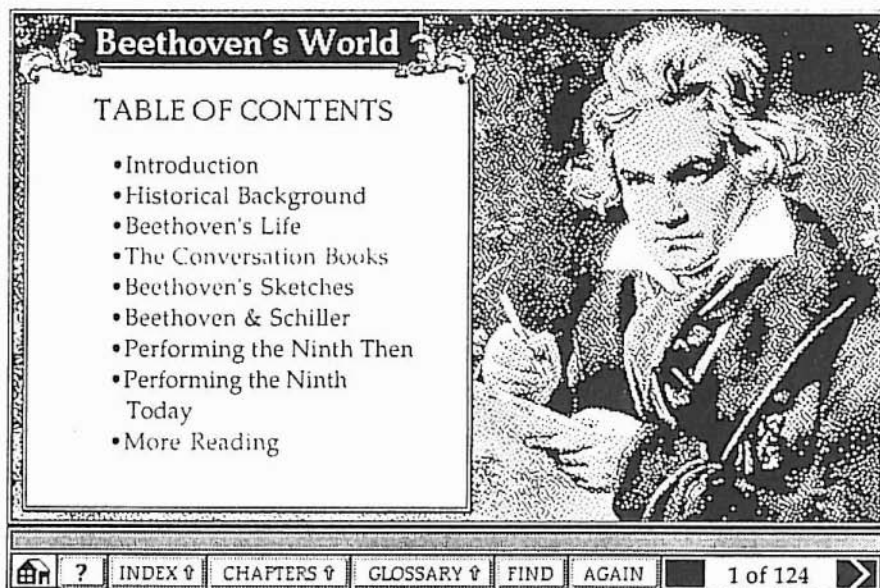 Beethoven's World
TABLE OF CONTENTS
•Introduction
•Historical Background
•Beethoven's Life
•The Conversation Books
•Beethoven's Sketches
•Beethoven & Schiller
•Performing the Ninth Then
•Performing the Ninth
Today
•More Reading
? INDEX ⇧ CHAPTERS ⇧ GLOSSARY ⇧ FIND AGAIN 1 of 124